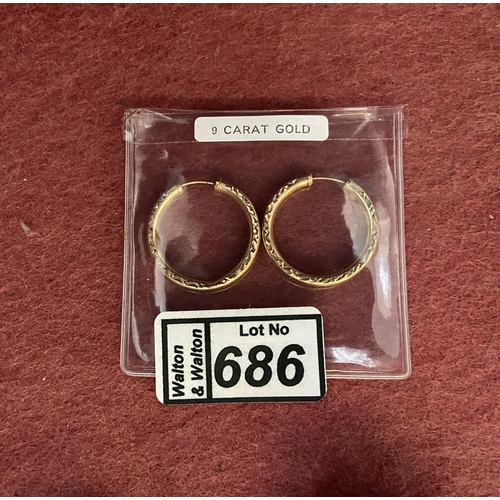 9 CARAT GOLD
Walton
& Walton
Lot No
686